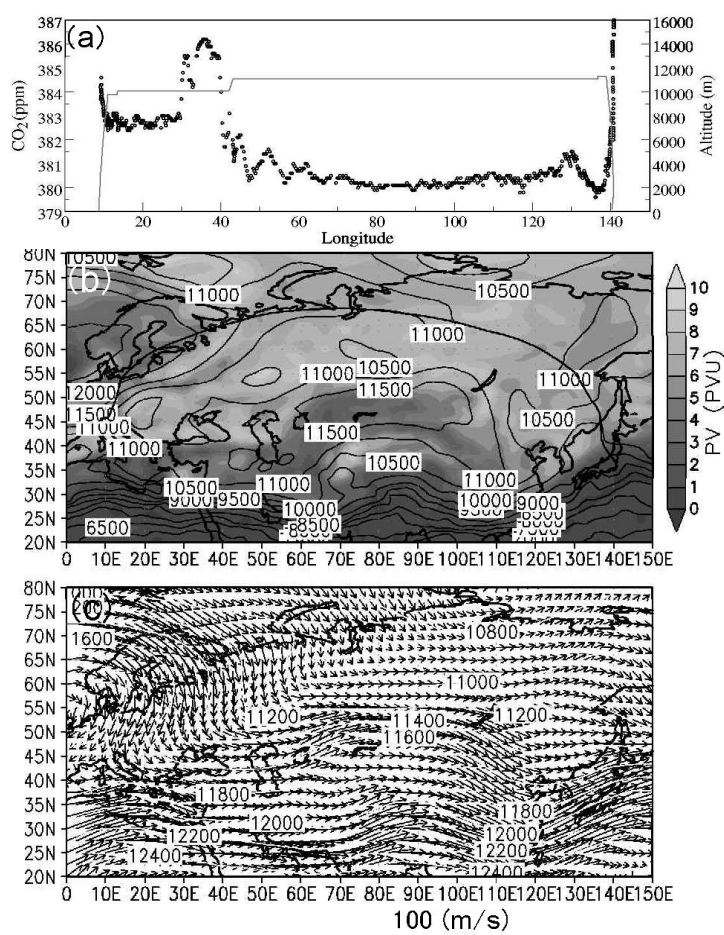 (a)
387
386
385
384
383
382
381
380
379
CO2(ppm)
16000
14000
12000
10000
8000
6000
4000
2000
0
Altitude (m)
0 20 40 60 80 100 120 140
Longitude
(b)
80N
75N
70N
65N
60N
55N
50N
45N
40N
35N
30N
25N
20N
10500
11000
10500
11000
10500
11000
11500
11000
12000
11500
11000
11000
10500
11500
10500
11000
10500
9000
9500
10000
8500
11000
10000
9000
6500
0 10E 20E 30E 40E 50E 60E 70E 80E 90E 100E 110E 120E 130E 140E 150E
10
9
8
7
6
5
4
3
2
1
0
PV (PVU)
(c)
80N
75N
70N
65N
60N
55N
50N
45N
40N
35N
30N
25N
20N
1600
10800
11000
11200
11400
11200
11600
11800
11800
12000
12000
12200
12200
12400
12400
0 10E 20E 30E 40E 50E 60E 70E 80E 90E 100E 110E 120E 130E 140E 150E
100 (m/s)